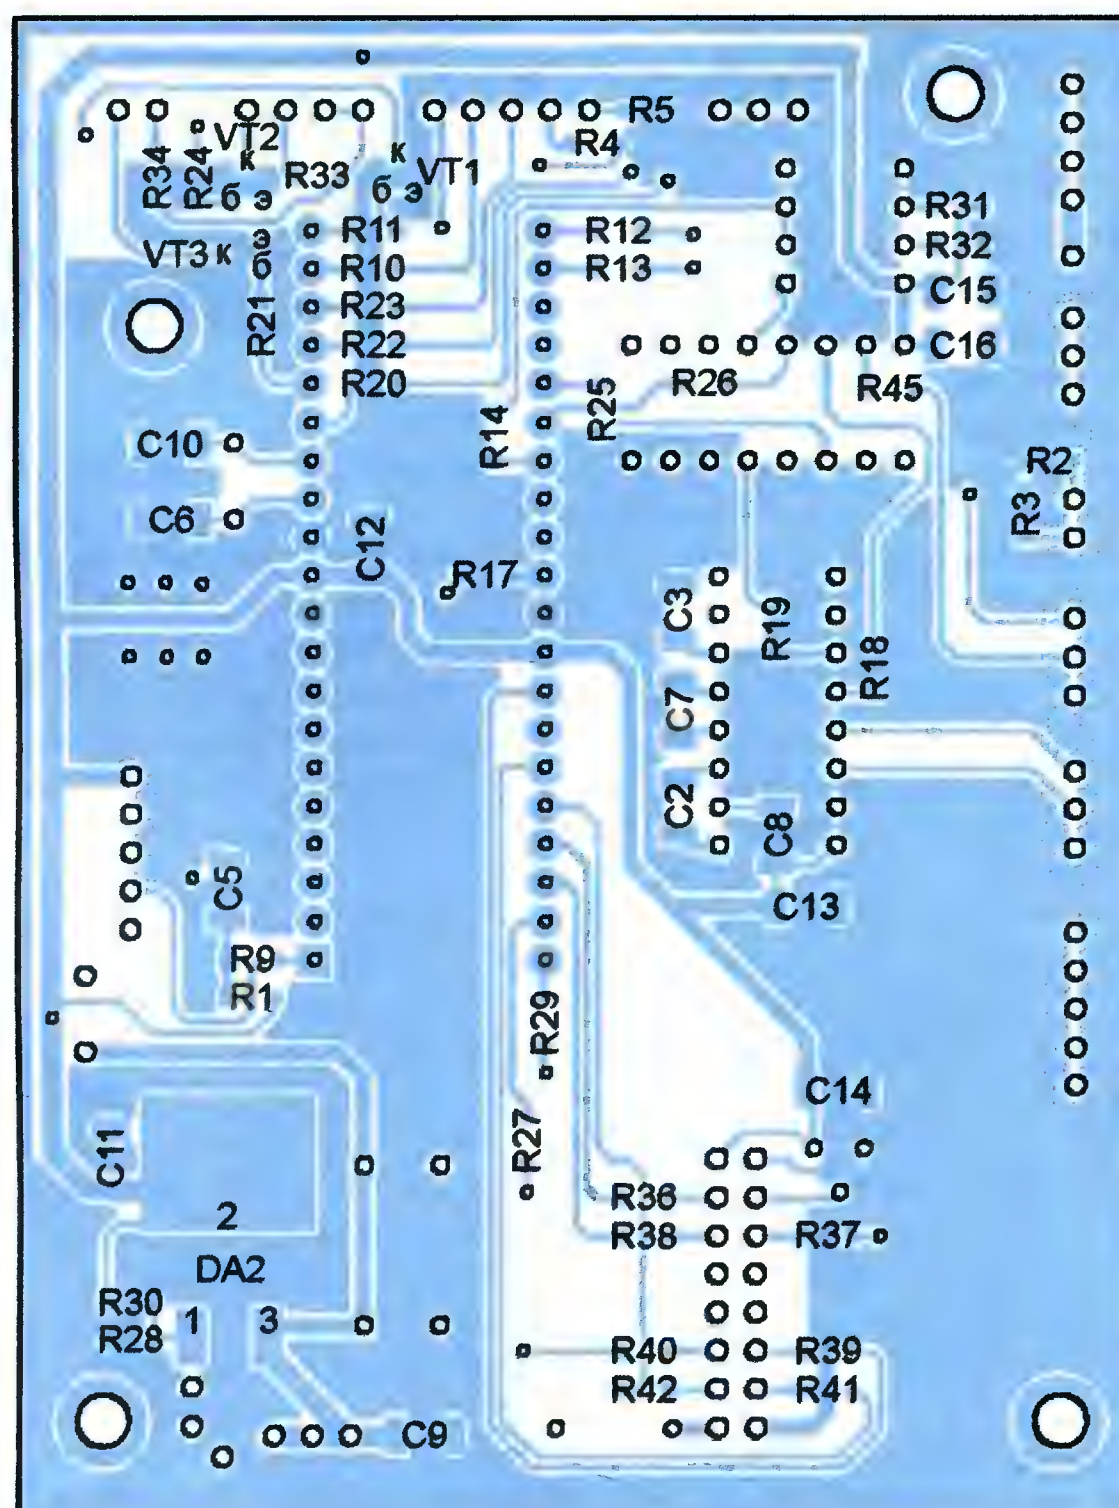 R5
VT2
R4
к
к
R34
R24
R33
VT1
б э
б э
R31
R11
R12
э
R32
VT3 к
б
R10
R13
C15
R23
R21
R22
C16
R20
R26
R45
R25
R14
C10
R2
C6
R3
C12
R17
C3
R19
R18
C7
C2
C8
C5
C13
R9
R1
R29
C14
C11
R27
R36
2
R38
R37
DA2
R30
1
3
R28
R40
R39
R42
R41
C9